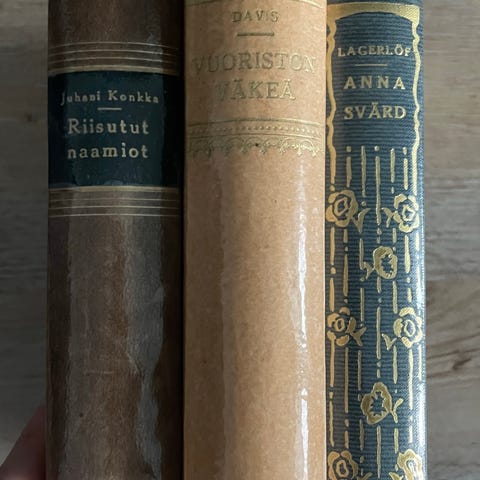 Juhani Konkka
Riisutut
naamiot
DAVIS
VUORISTON
VÄKEÄ
LAGERLÖF
ANNA
SVÄRD